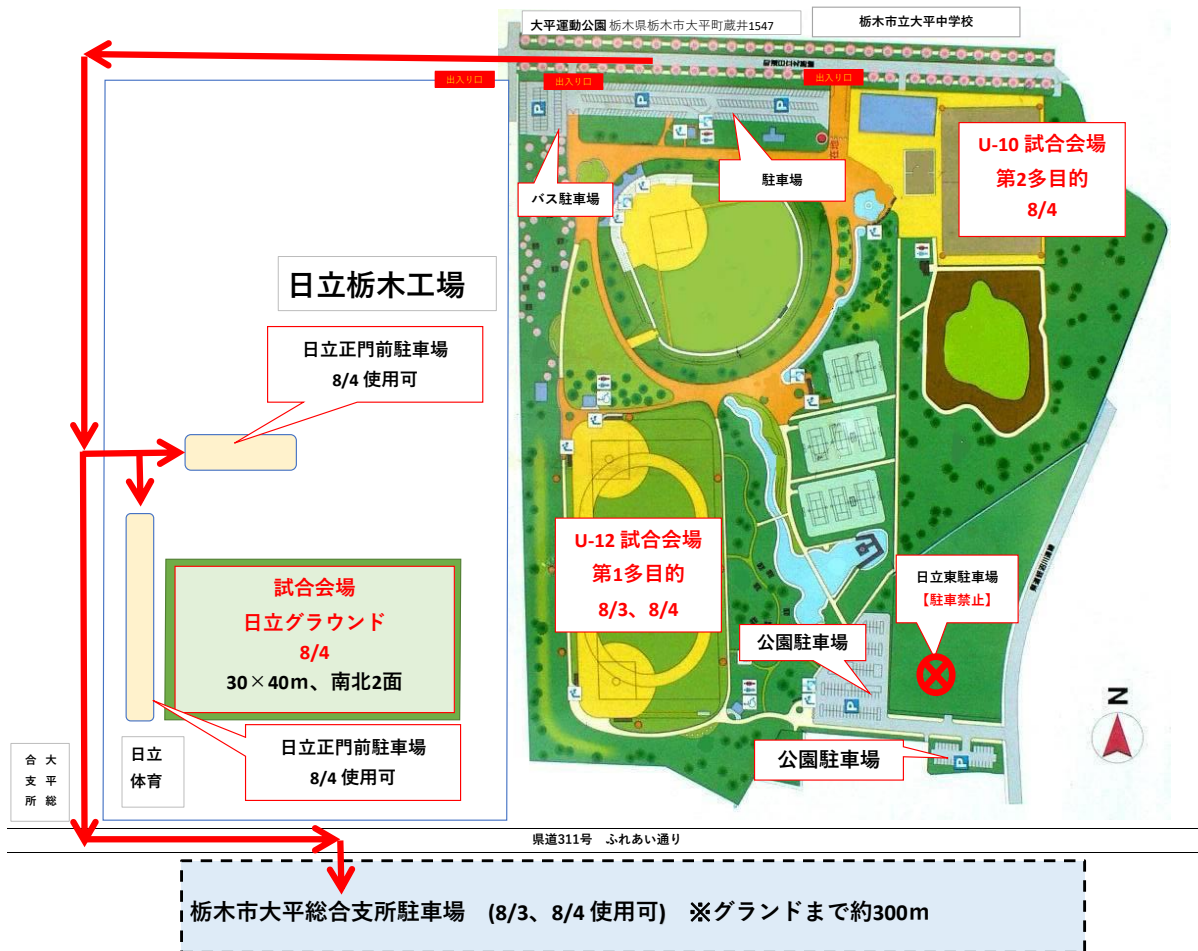 大平運動公園 栃木県栃木市大平町蔵井1547
栃木市立大平中学校
出入り口
出入り口
出入り口
P
P
P
バス駐車場
駐車場
U-10 試合会場
第2多目的
8/4
日立栃木工場
日立正門前駐車場
8/4 使用可
U-12 試合会場
第1多目的
8/3、8/4
試合会場
日立グラウンド
8/4
30×40m、南北2面
日立東駐車場
【駐車禁止】
公園駐車場
P
公園駐車場
P
N
日立正門前駐車場
8/4 使用可
日立
体育
大平総
合支所
県道311号　ふれあい通り
栃木市大平総合支所駐車場　(8/3、8/4 使用可)　※グランドまで約300m